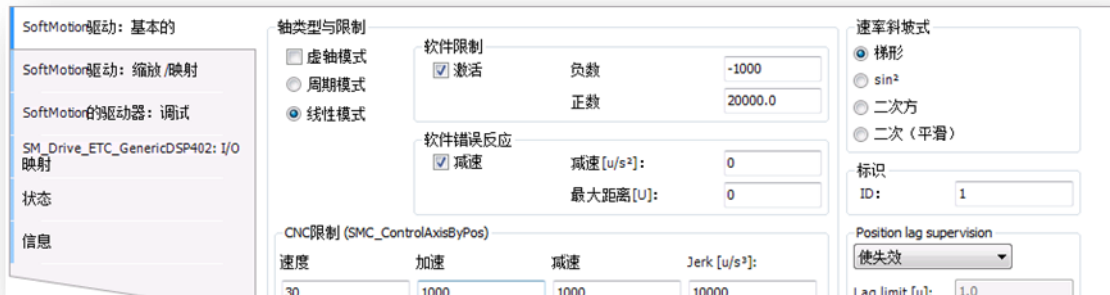 SoftMotion驱动：基本的
SoftMotion驱动：缩放/映射
SoftMotion的驱动器：调试
SM_Drive_ETC_GenericDSP402: I/O
映射
状态
信息
轴类型与限制
虚轴模式
周期模式
线性模式
软件限制
激活
负数
-1000
正数
20000.0
软件错误反应
减速
减速[u/s²]:
0
最大距离[U]:
0
CNC限制 (SMC_ControlAxisByPos)
速度
加速
减速
Jerk [u/s³]:
30
1000
1000
10000
速率斜坡式
梯形
sin²
二次方
二次（平滑）
标识
ID:
1
Position lag supervision
使失效
Lag limit [u]:
1.0